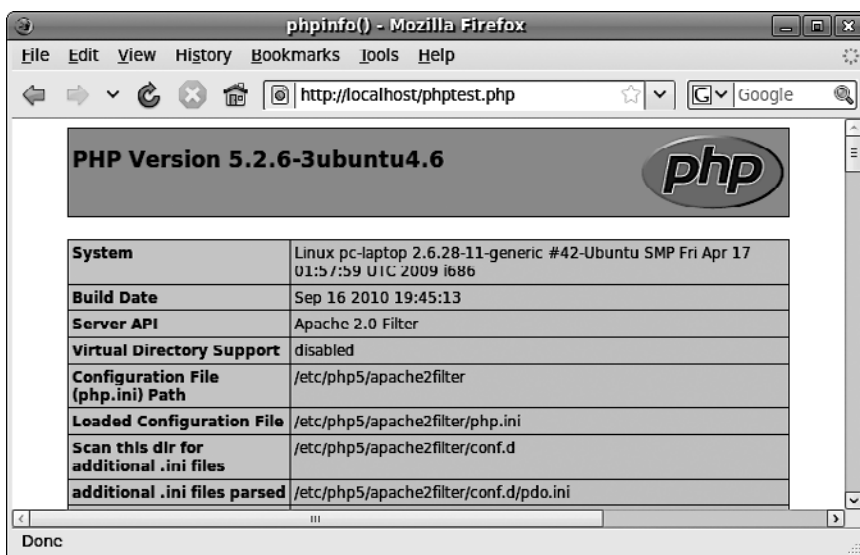 phpinfo() - Mozilla Firefox
File Edit View History Bookmarks Tools Help
http://localhost/phptest.php
G Google
PHP Version 5.2.6-3ubuntu4.6
php
System Linux pc-laptop 2.6.28-11-generic #42-Ubuntu SMP Fri Apr 17
01:57:59 UTC 2009 i686
Build Date Sep 16 2010 19:45:13
Server API Apache 2.0 Filter
Virtual Directory Support disabled
Configuration File /etc/php5/apache2filter
(php.ini) Path
Loaded Configuration File /etc/php5/apache2filter/php.ini
Scan this dir for /etc/php5/apache2filter/conf.d
additional .ini files
additional .ini files parsed /etc/php5/apache2filter/conf.d/pdo.ini
Done